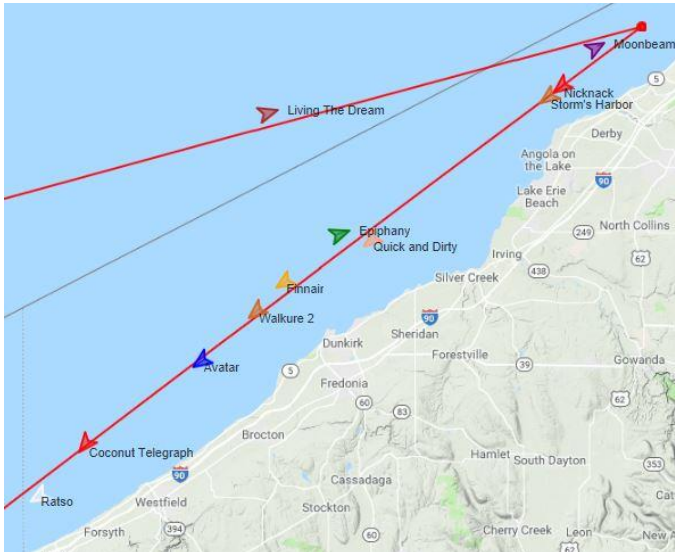 Moonbeam
5
Nicknack
Storm's Harbor
Living The Dream
Derby
Angola on
the Lake
90
Lake Erie
Beach
North Collins
249
62
Epiphany
Quick and Dirty
Irving
438
Silver Creek
Finnair
Walkure 2
90
Sheridan
Dunkirk
Forestville
Gowanda
Avatar
5
39
62
Fredonia
60
83
Brocton
Coconut Telegraph
Hamlet
South Dayton
353
90
Cassadaga
Cat
Ratso
Westfield
Stockton
Forsyth
394
60
Cherry Creek
Leon
New A
62